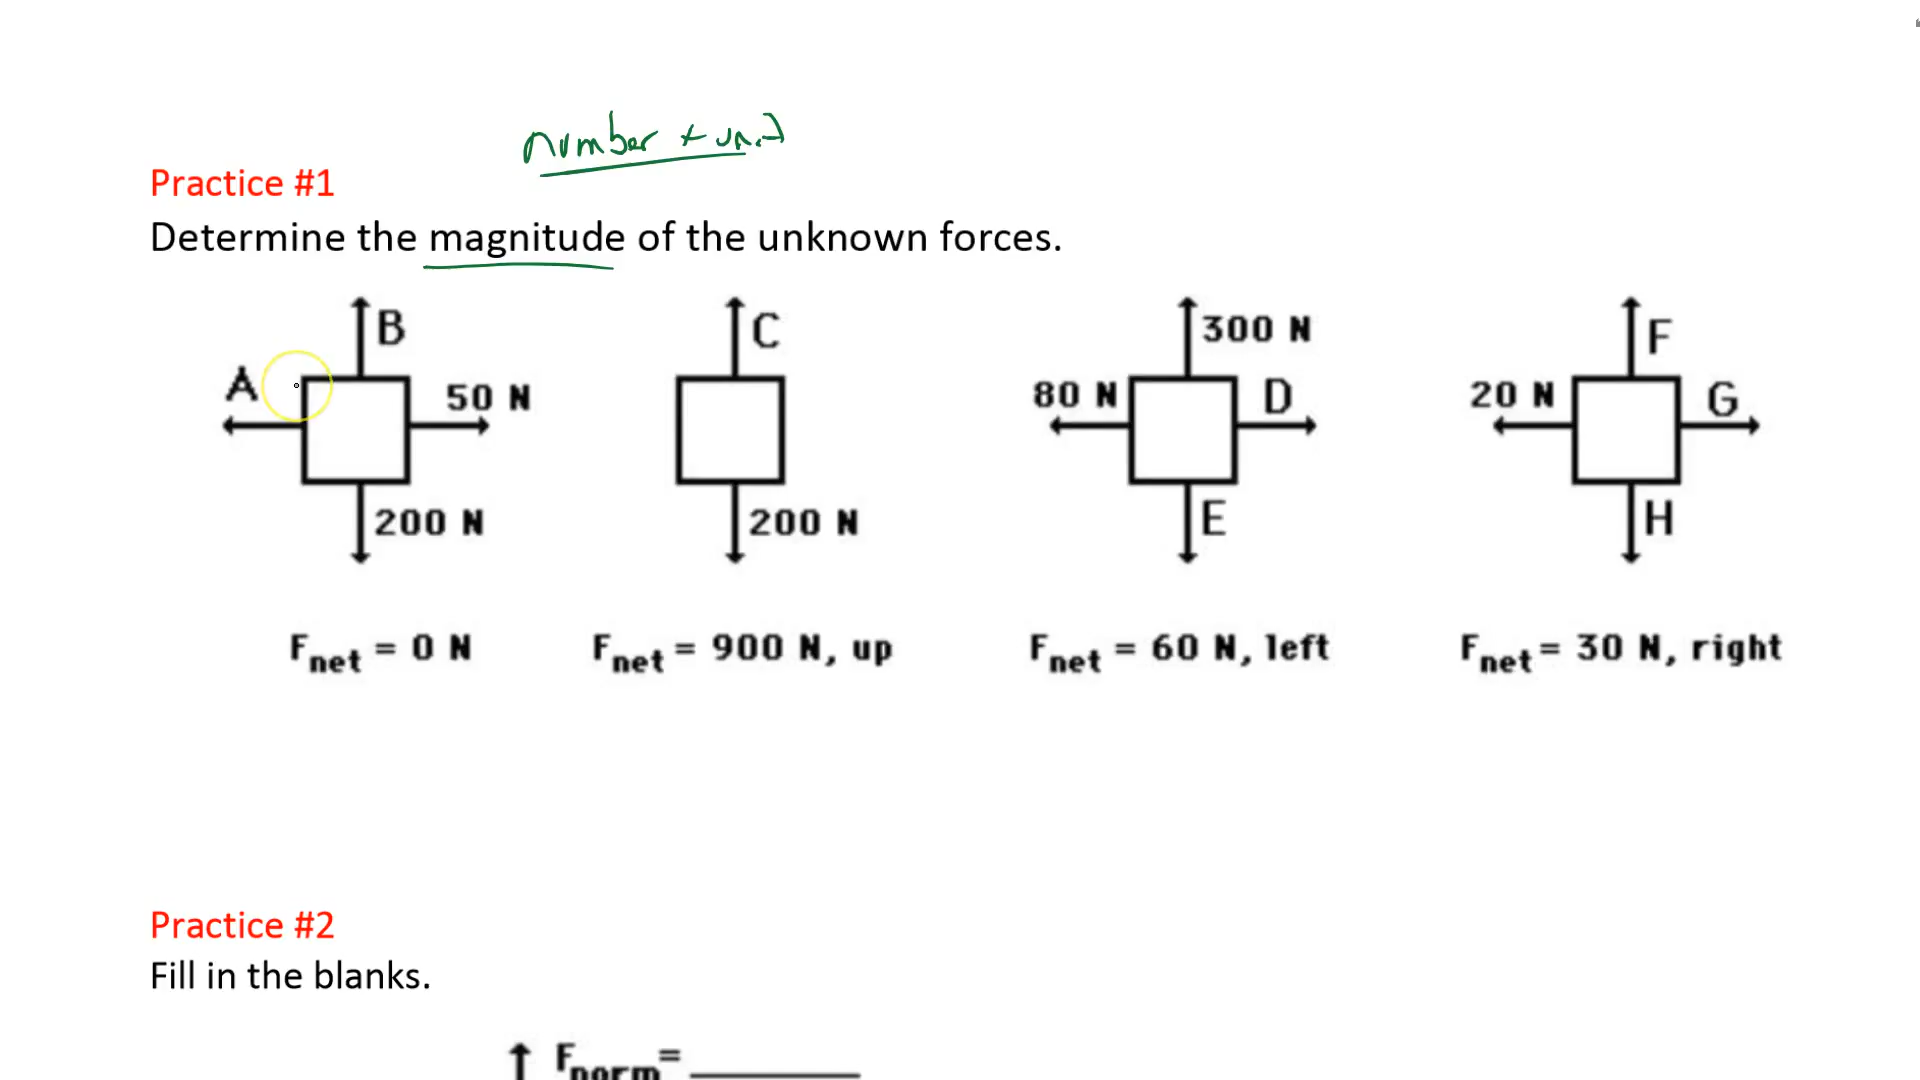 number + unit
Practice #1
Determine the magnitude of the unknown forces.
B
A
50 N
200 N
C
200 N
300 N
80 N
D
E
F
20 N
G
H
Fnet = 0 N
Fnet = 900 N, up
Fnet = 60 N, left
Fnet = 30 N, right
Practice #2
Fill in the blanks.
Fnorm=